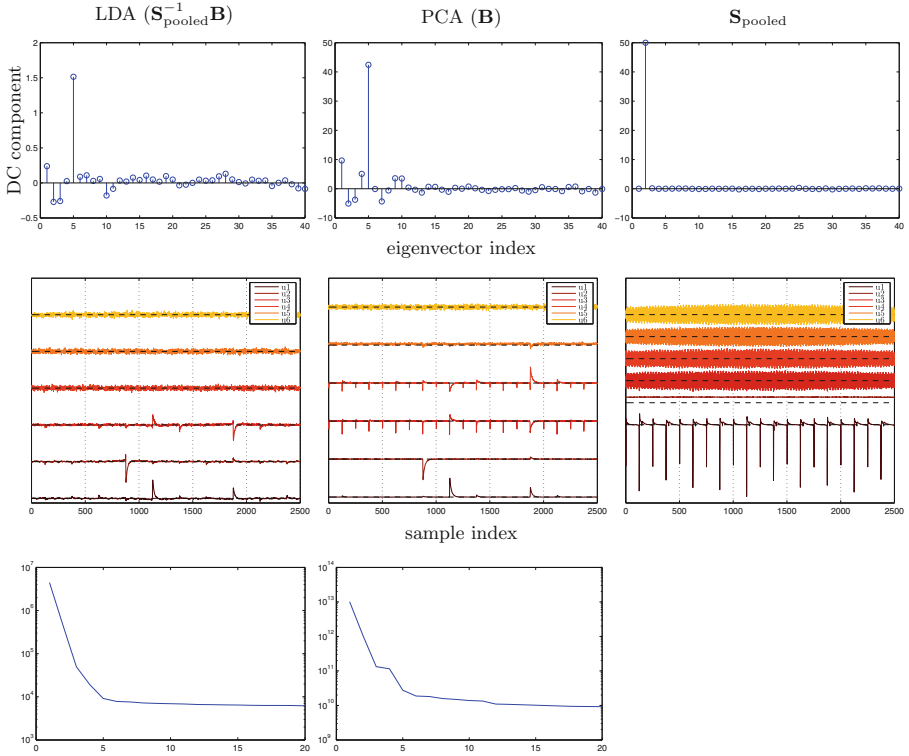 LDA (S⁻¹pooled B)
PCA (B)
Spooled
DC component
2
1.5
1
0.5
0
−0.5
0 5 10 15 20 25 30 35 40
50
40
30
20
10
0
−10
0 5 10 15 20 25 30 35 40
50
40
30
20
10
0
−10
0 5 10 15 20 25 30 35 40
eigenvector index
u1
u2
u3
u4
u5
u6
0 500 1000 1500 2000 2500
u1
u2
u3
u4
u5
u6
0 500 1000 1500 2000 2500
u1
u2
u3
u4
u5
u6
0 500 1000 1500 2000 2500
sample index
10⁷
10⁶
10⁵
10⁴
10³
0 5 10 15 20
10¹⁴
10¹³
10¹²
10¹¹
10¹⁰
10⁹
0 5 10 15 20